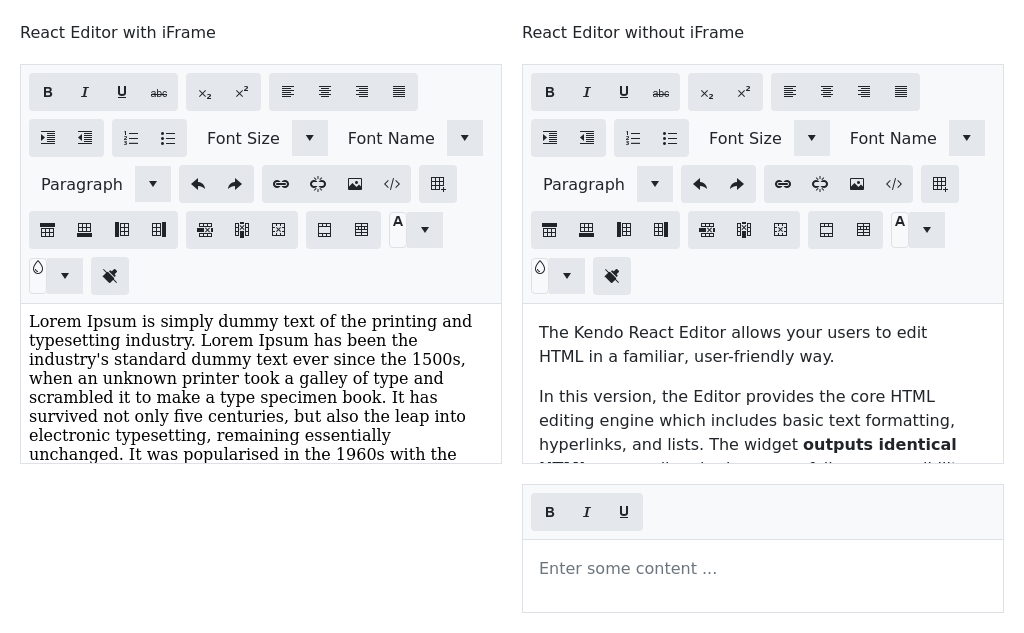 React Editor with iFrame
B I U abc x₂ x²
Font Size Font Name
Paragraph
A
Lorem Ipsum is simply dummy text of the printing and
typesetting industry. Lorem Ipsum has been the
industry's standard dummy text ever since the 1500s,
when an unknown printer took a galley of type and
scrambled it to make a type specimen book. It has
survived not only five centuries, but also the leap into
electronic typesetting, remaining essentially
unchanged. It was popularised in the 1960s with the
React Editor without iFrame
B I U abc x₂ x²
Font Size Font Name
Paragraph
A
The Kendo React Editor allows your users to edit
HTML in a familiar, user-friendly way.
In this version, the Editor provides the core HTML
editing engine which includes basic text formatting,
hyperlinks, and lists. The widget outputs identical
B I U
Enter some content ...